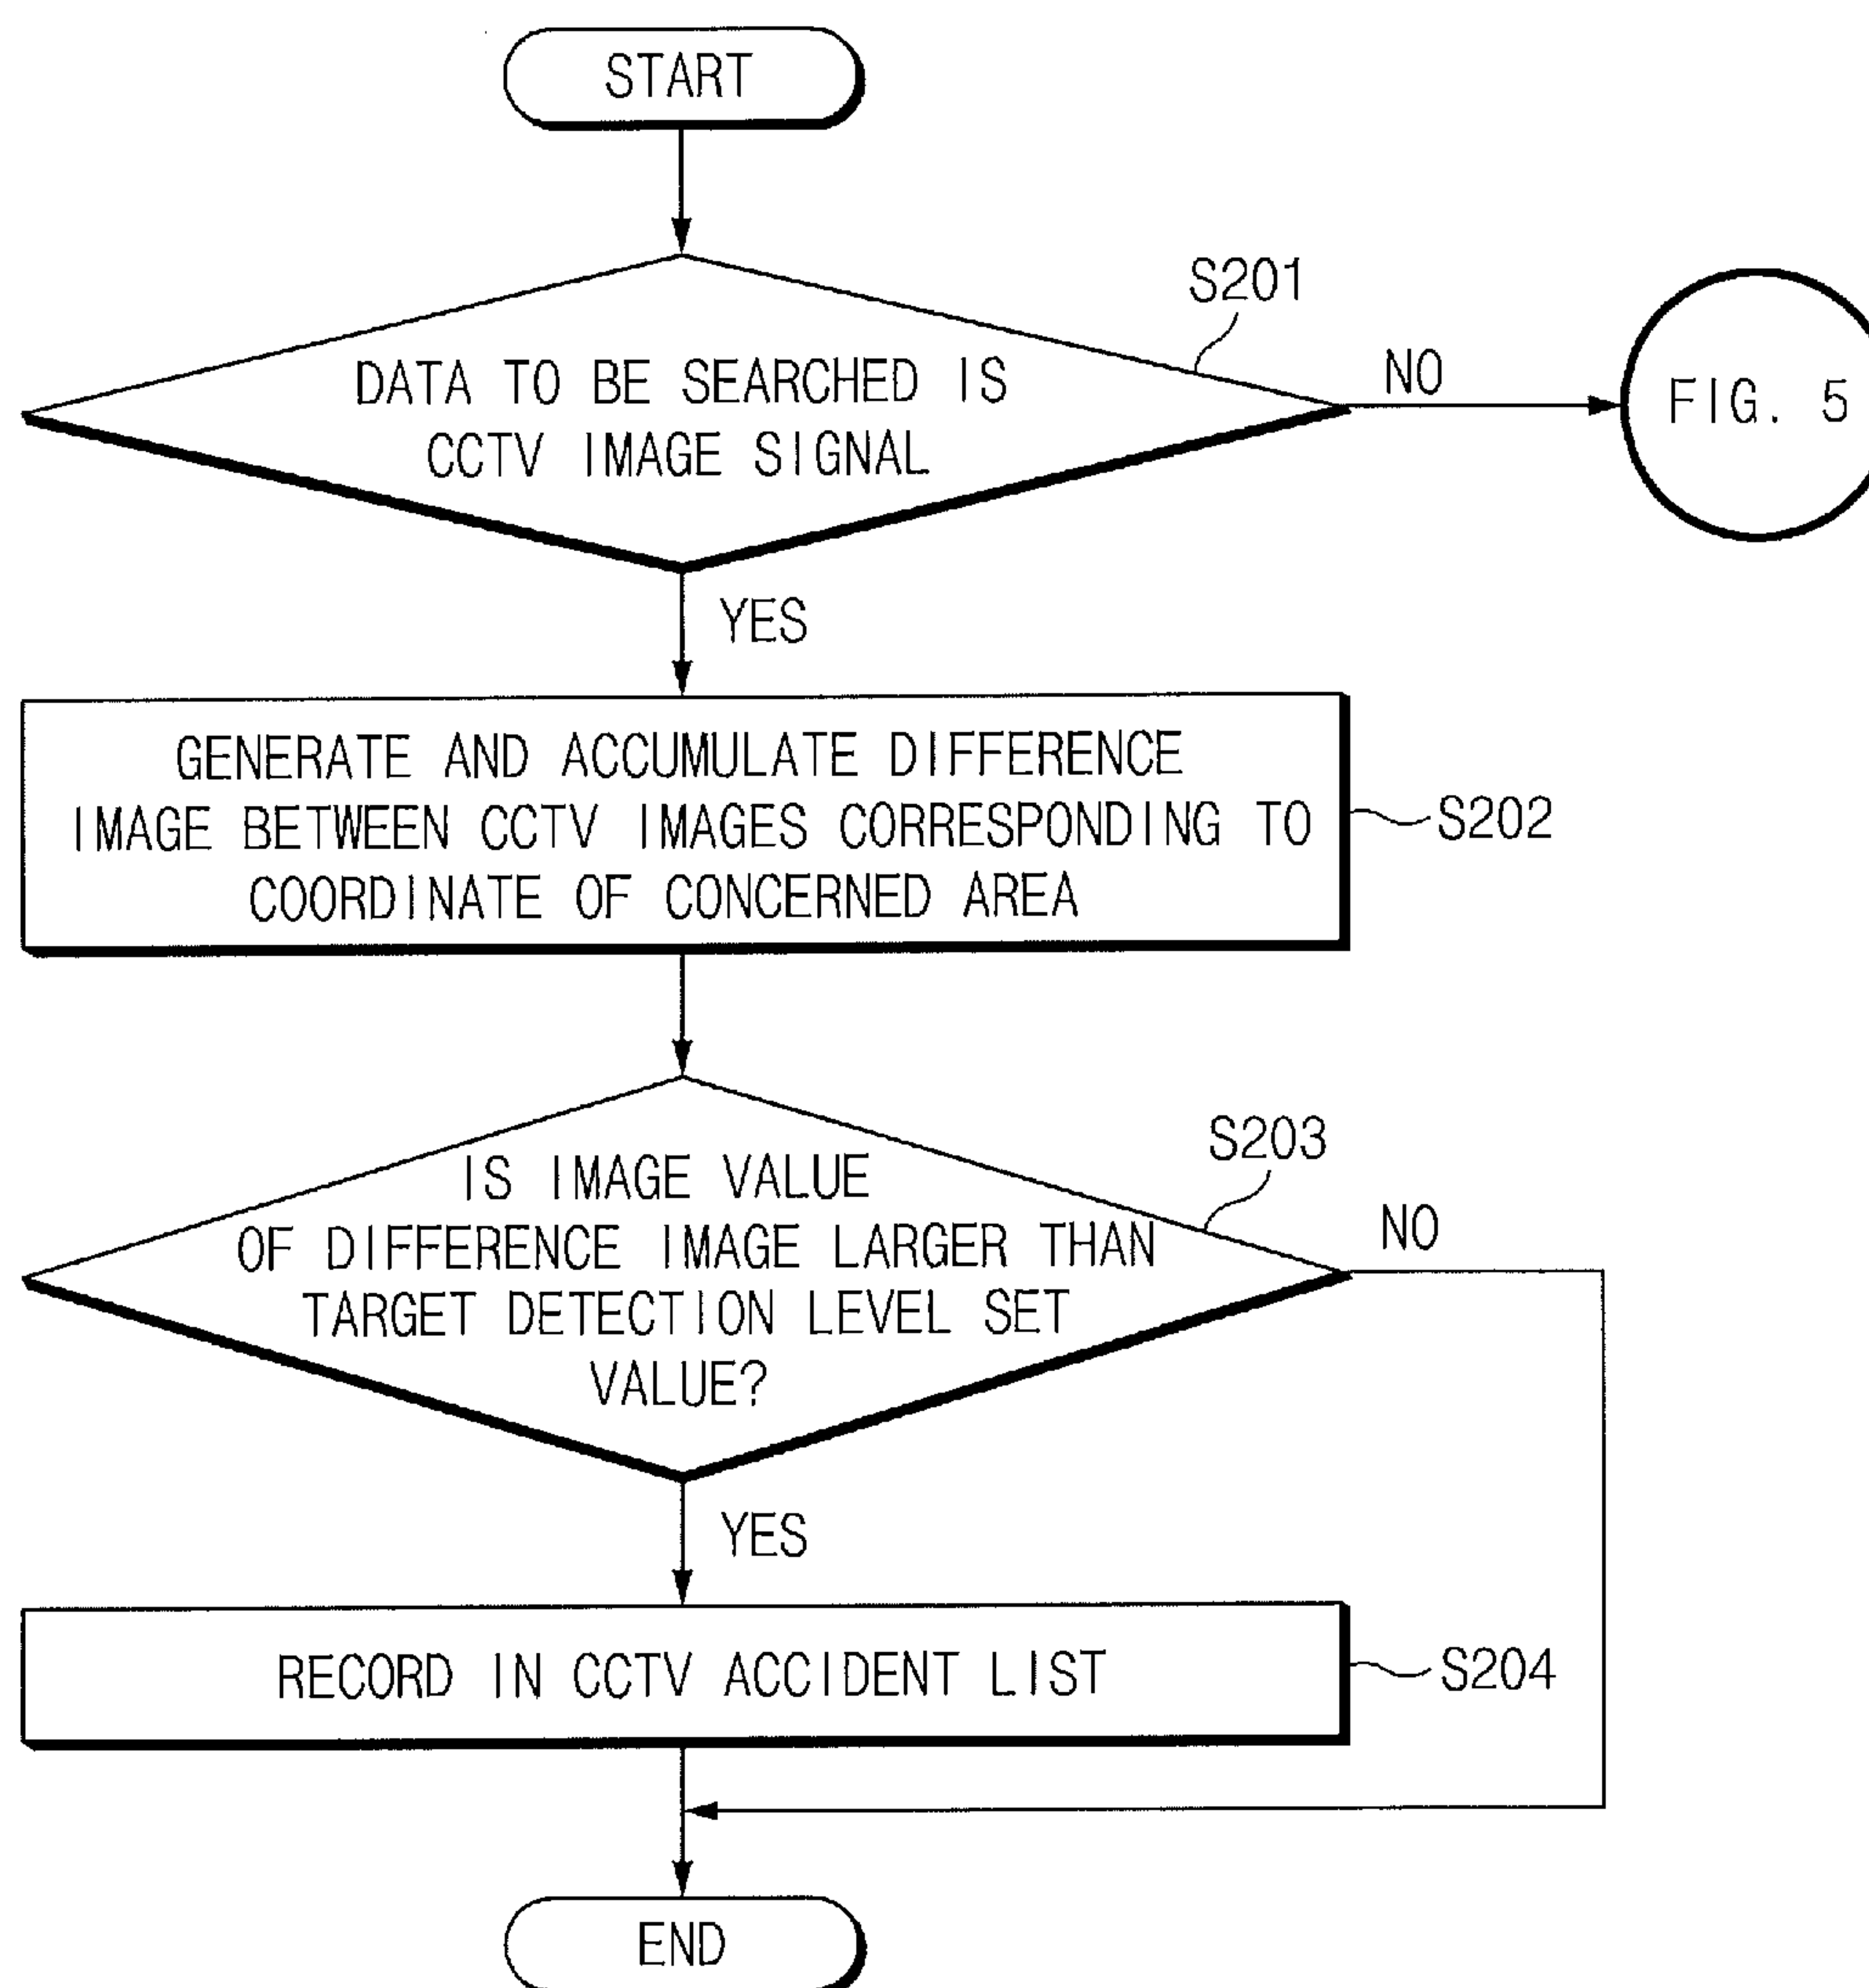 START
S201
DATA TO BE SEARCHED IS
CCTV IMAGE SIGNAL
NO
FIG. 5
YES
GENERATE AND ACCUMULATE DIFFERENCE
IMAGE BETWEEN CCTV IMAGES CORRESPONDING TO
COORDINATE OF CONCERNED AREA
S202
S203
IS IMAGE VALUE
OF DIFFERENCE IMAGE LARGER THAN
TARGET DETECTION LEVEL SET
VALUE?
NO
YES
RECORD IN CCTV ACCIDENT LIST
S204
END